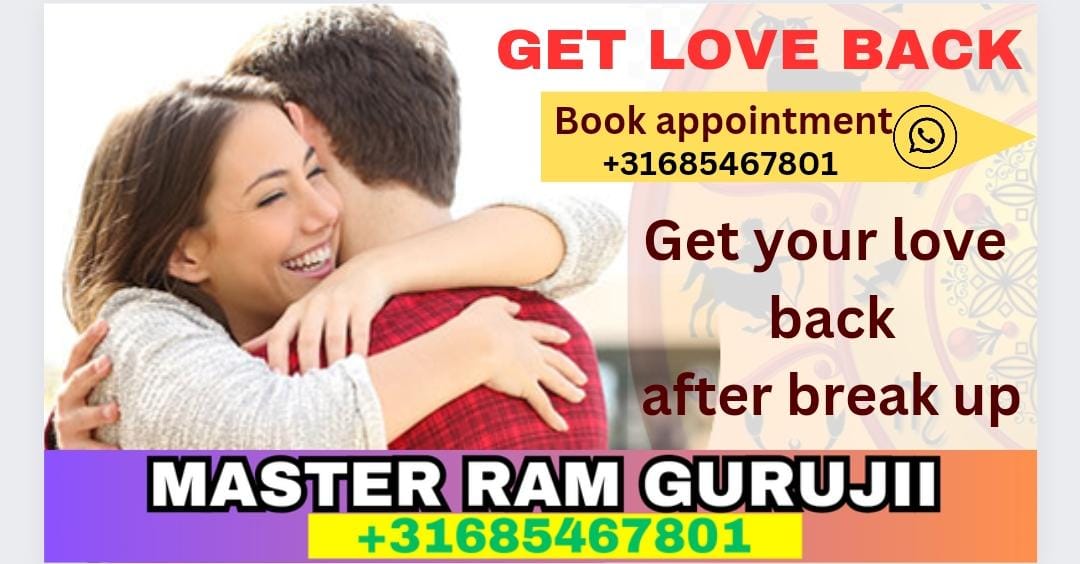 GET LOVE BACK
Book appointment
+31685467801
Get your love
back
after break up
MASTER RAM GURUJII
+31685467801